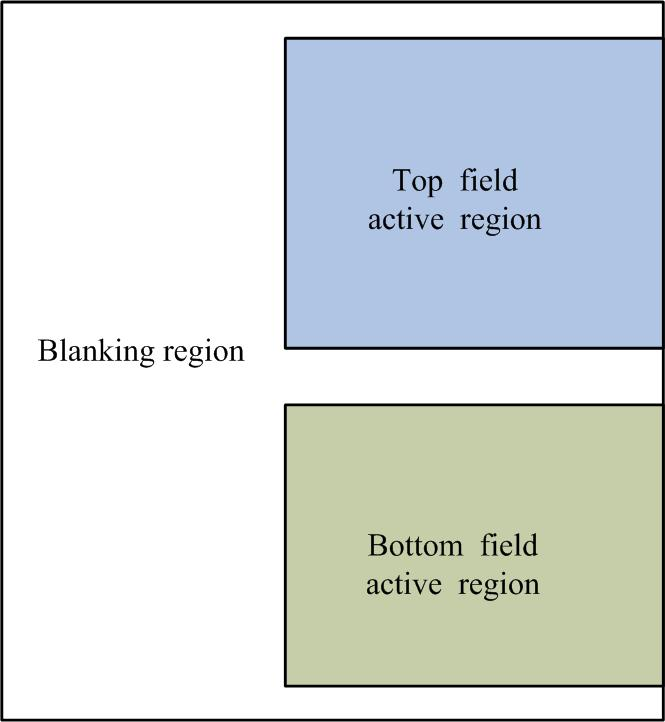 Top field
active region
Blanking region
Bottom field
active region